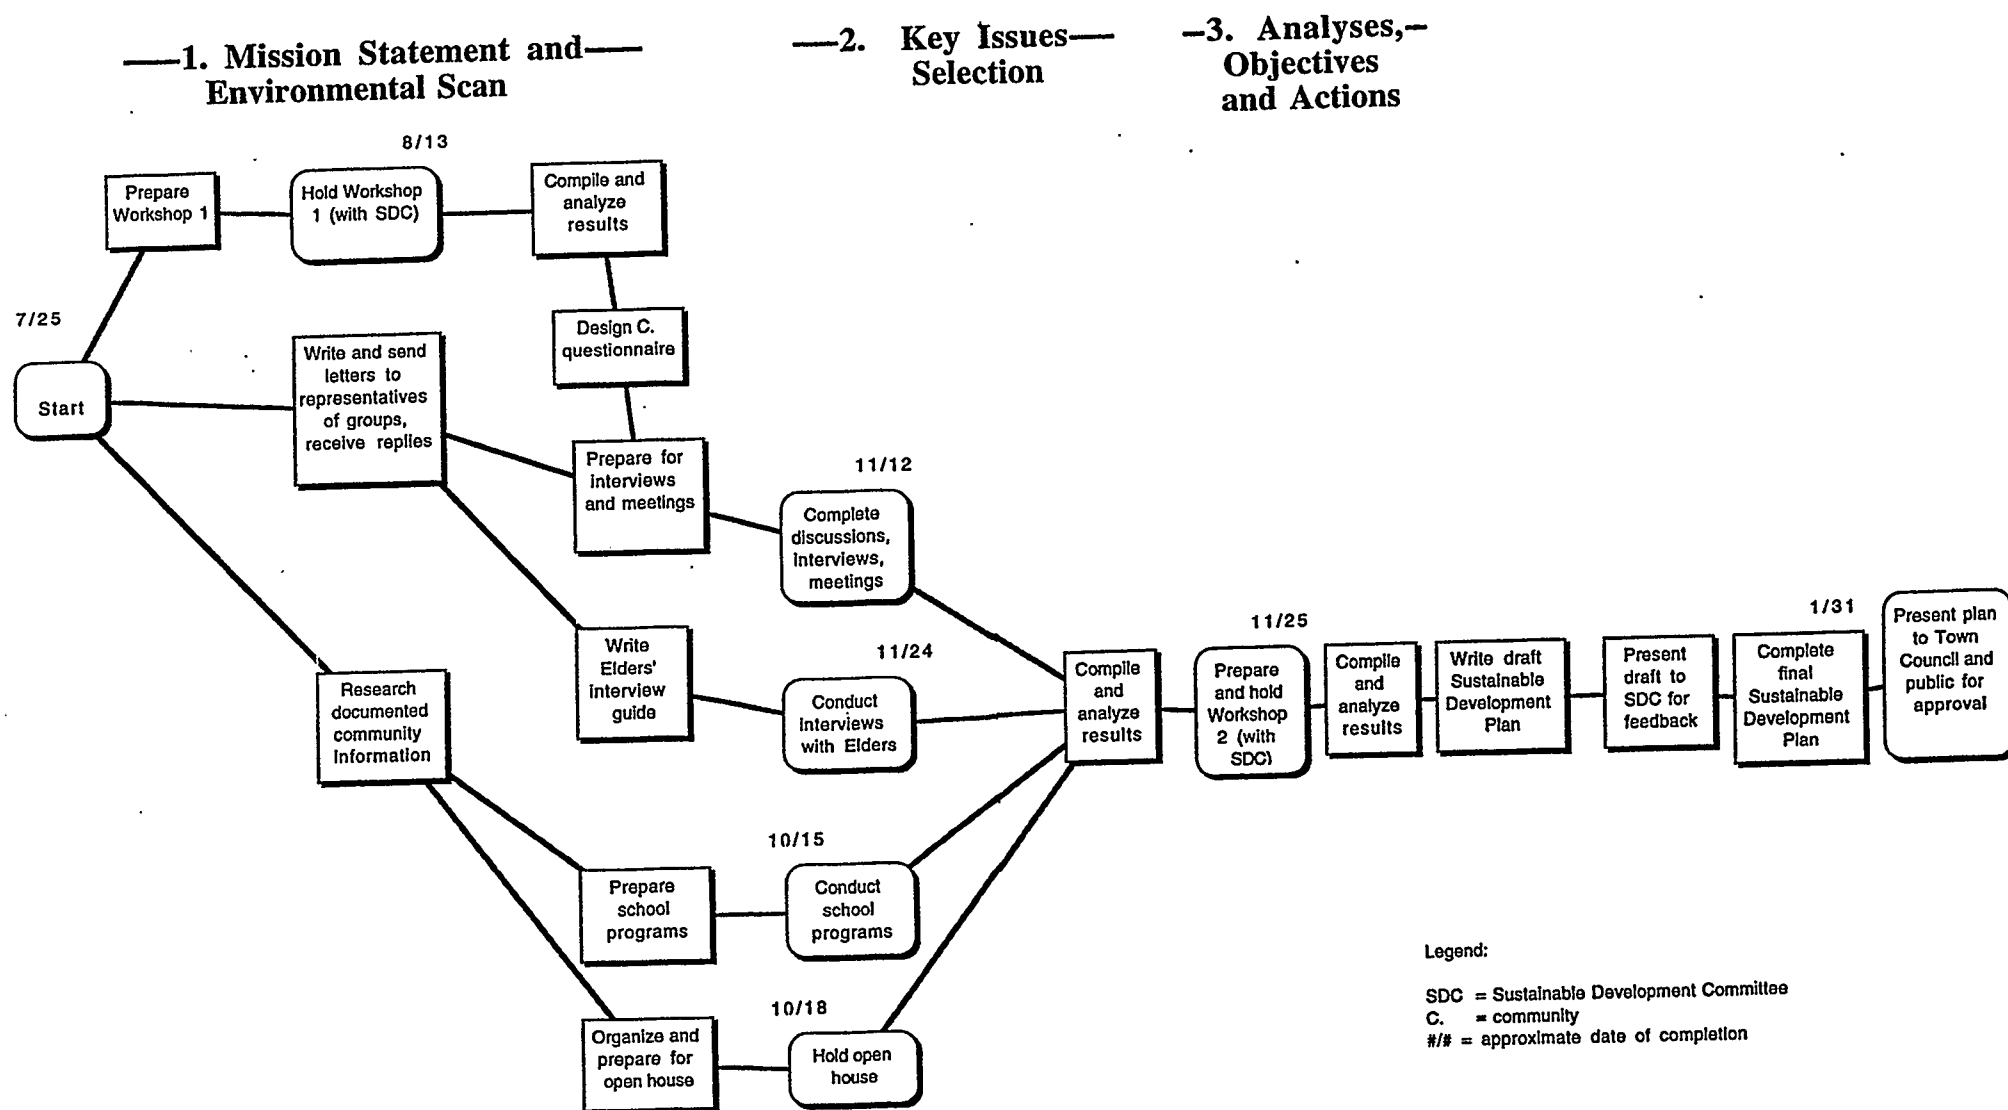 —1. Mission Statement and—
Environmental Scan
—2. Key Issues—
Selection
—3. Analyses,—
Objectives
and Actions
8/13
Prepare
Workshop 1
Hold Workshop
1 (with SDC)
Compile and
analyze
results
7/25
Start
Write and send
letters to
representatives
of groups,
receive replies
Design C.
questionnaire
Prepare for
interviews
and meetings
11/12
Complete
discussions,
interviews,
meetings
Research
documented
community
information
Write
Elders'
interview
guide
11/24
Conduct
interviews
with Elders
Compile
and
analyze
results
11/25
Prepare
and hold
Workshop
2 (with
SDC)
Compile
and
analyze
results
Write draft
Sustainable
Development
Plan
Present
draft to
SDC for
feedback
1/31
Complete
final
Sustainable
Development
Plan
Present plan
to Town
Council and
public for
approval
10/15
Prepare
school
programs
Conduct
school
programs
10/18
Organize and
prepare for
open house
Hold open
house
Legend:
SDC = Sustainable Development Committee
C. = community
#/# = approximate date of completion